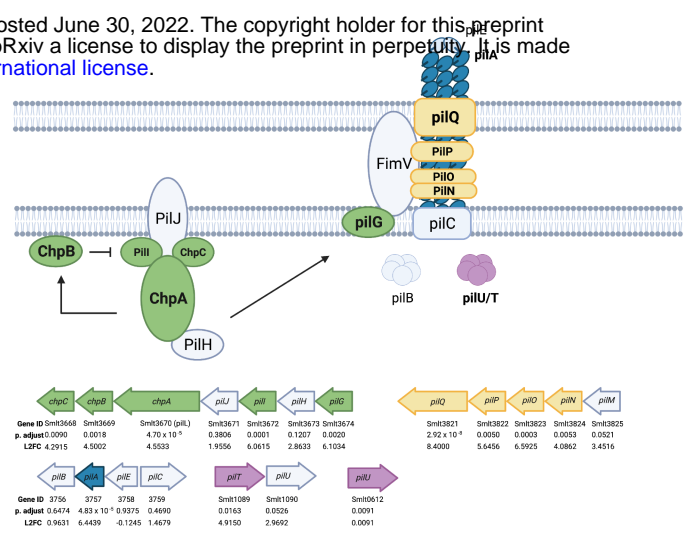 osted June 30, 2022. The copyright holder for this preprint
oRxiv a license to display the preprint in perpetuity. It is made
rnational license.
pilE
pilA
pilQ
PilP
FimV
PilO
PilN
PilJ
pilG
pilC
ChpB
PilI
ChpC
ChpA
pilB
pilU/T
PilH
chpC chpB chpA pilJ pilI pilH pilG
Gene ID Smlt3668 Smlt3669 Smlt3670 (pilL) Smlt3671 Smlt3672 Smlt3673 Smlt3674
p. adjust 0.0090 0.0018 4.70 x 10⁻⁵ 0.3806 0.0001 0.1207 0.0020
L2FC 4.2915 4.5002 4.5533 1.9556 6.0615 2.8633 6.1034
pilQ pilP pilO pilN pilM
Smlt3821 Smlt3822 Smlt3823 Smlt3824 Smlt3825
2.92 x 10⁻⁸ 0.0050 0.0003 0.0053 0.0521
8.4000 5.6456 6.5925 4.0862 3.4516
pilB pilA pilE pilC
Gene ID 3756 3757 3758 3759
p. adjust 0.6474 4.83 x 10⁻⁵ 0.9375 0.4690
L2FC 0.9631 6.4439 -0.1245 1.4679
pilT pilU
Smlt1089 Smlt1090
0.0163 0.0526
4.9150 2.9692
pilU
Smlt0612
0.0091
0.0091